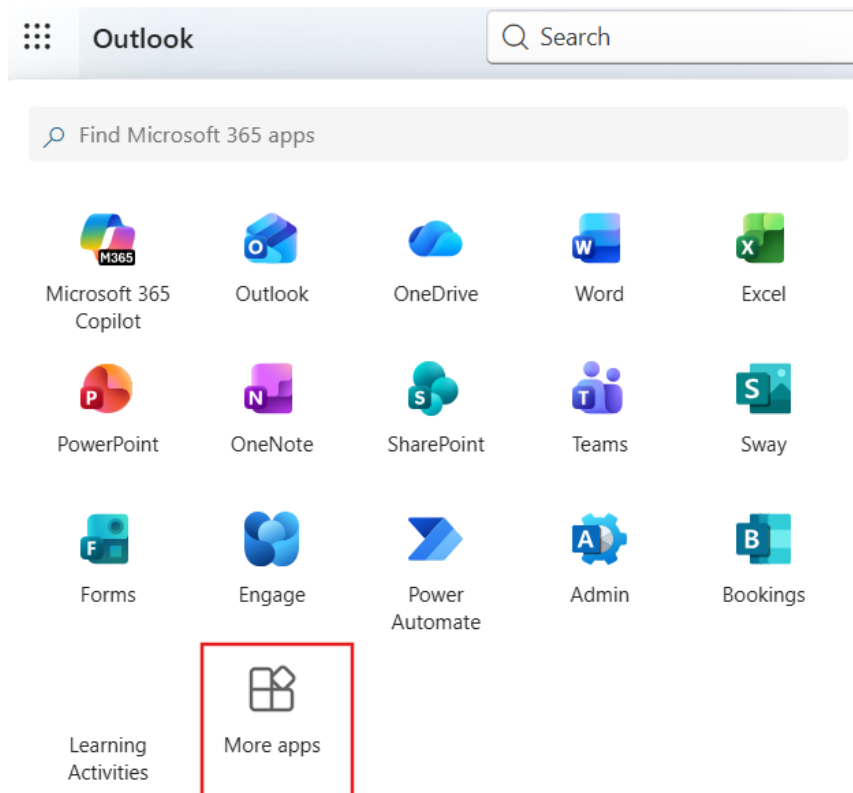 Outlook
Search
Find Microsoft 365 apps
M365
O
W
X
Microsoft 365
Copilot
Outlook
OneDrive
Word
Excel
P
N
S
T
S
PowerPoint
OneNote
SharePoint
Teams
Sway
F
A
B
Forms
Engage
Power
Automate
Admin
Bookings
Learning
Activities
More apps